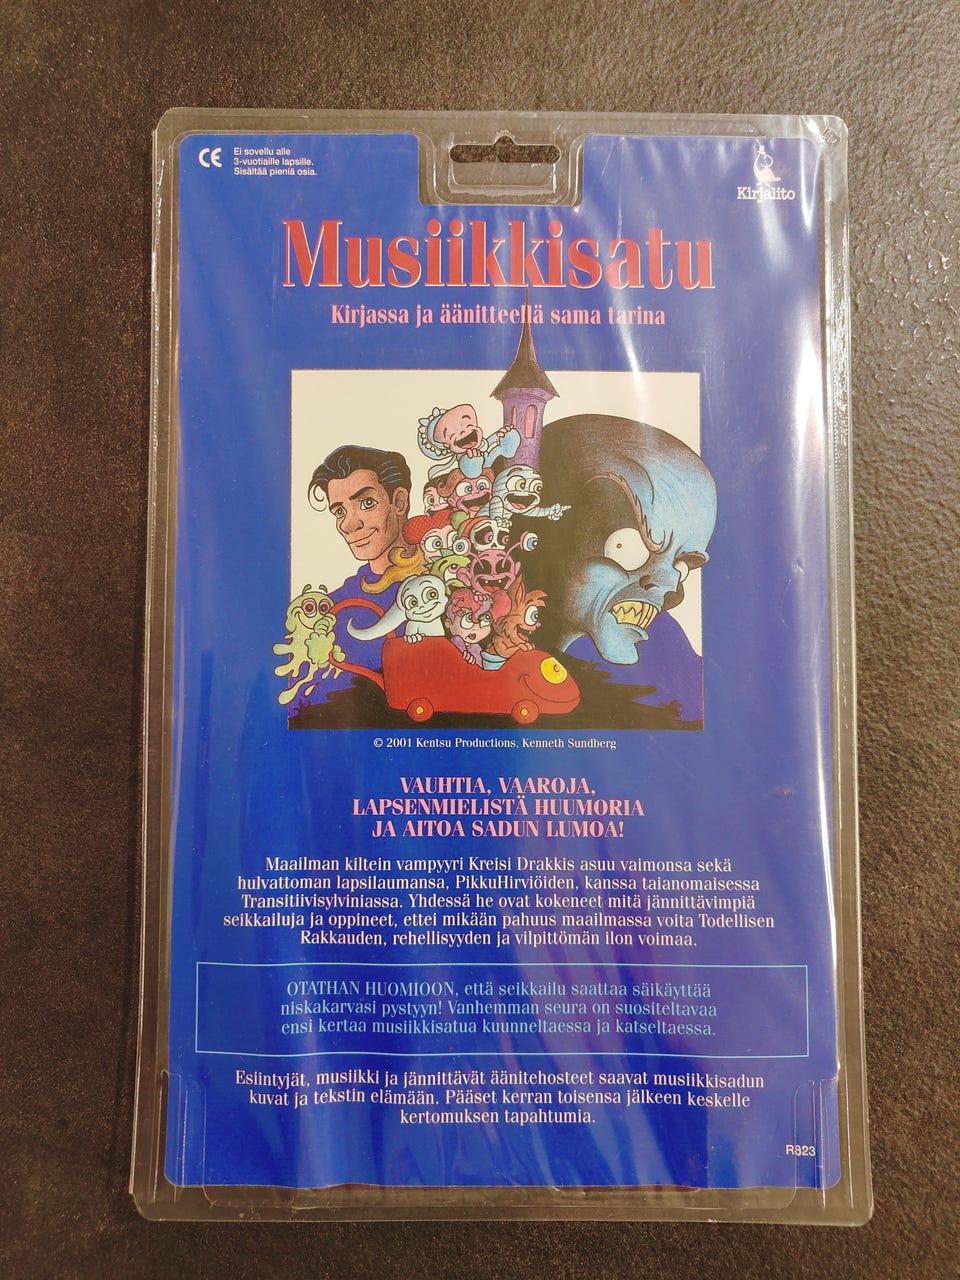 CE
Ei sovellu alle
3-vuotiaille lapsille.
Sisältää pieniä osia.
Kirjalito
Musiikkisatu
Kirjassa ja äänitteellä sama tarina
© 2001 Kentsu Productions, Kenneth Sundberg
VAUHTIA, VAAROJA,
LAPSENMIELISTÄ HUUMORIA
JA AITOA SADUN LUMOA!
Maailman kiltein vampyyri Kreisi Drakkis asuu vaimonsa sekä
hulvattoman lapsilaumansa, PikkuHirviöiden, kanssa taianomaisessa
Transitiivisylviniassa. Yhdessä he ovat kokeneet mitä jännittävimpiä
seikkailuja ja oppineet, ettei mikään pahuus maailmassa voita Todellisen
Rakkauden, rehellisyyden ja vilpittömän ilon voimaa.
OTATHAN HUOMIOON, että seikkailu saattaa säikäyttää
niskakarvasi pystyyn! Vanhemman seura on suositeltavaa
ensi kertaa musiikkisatua kuunneltaessa ja katseltaessa.
Esiintyjät, musiikki ja jännittävät äänitehosteet saavat musiikkisadun
kuvat ja tekstin elämään. Pääset kerran toisensa jälkeen keskelle
kertomuksen tapahtumia.
R823